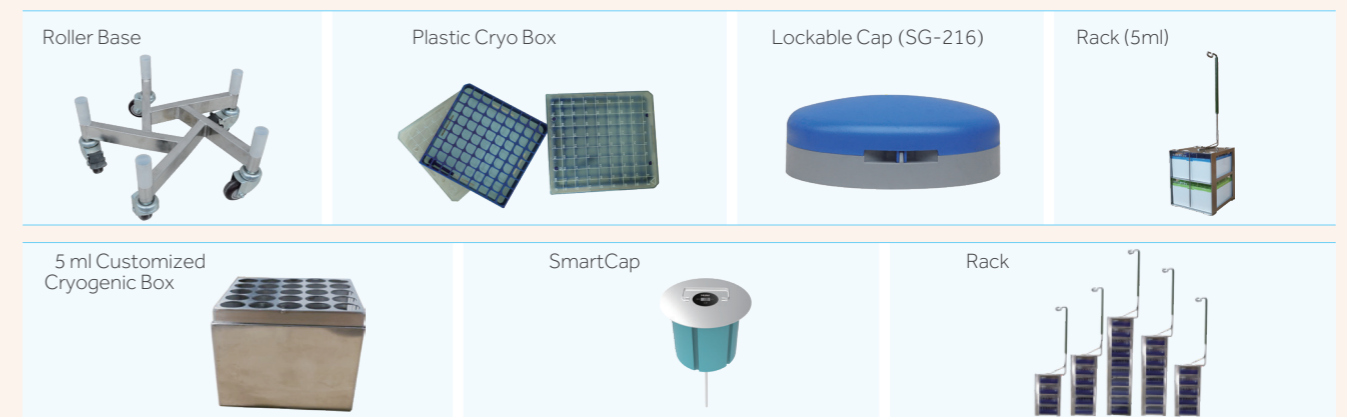 Roller Base
Plastic Cryo Box
Lockable Cap (SG-216)
Rack (5ml)
5 ml Customized
Cryogenic Box
SmartCap
Rack